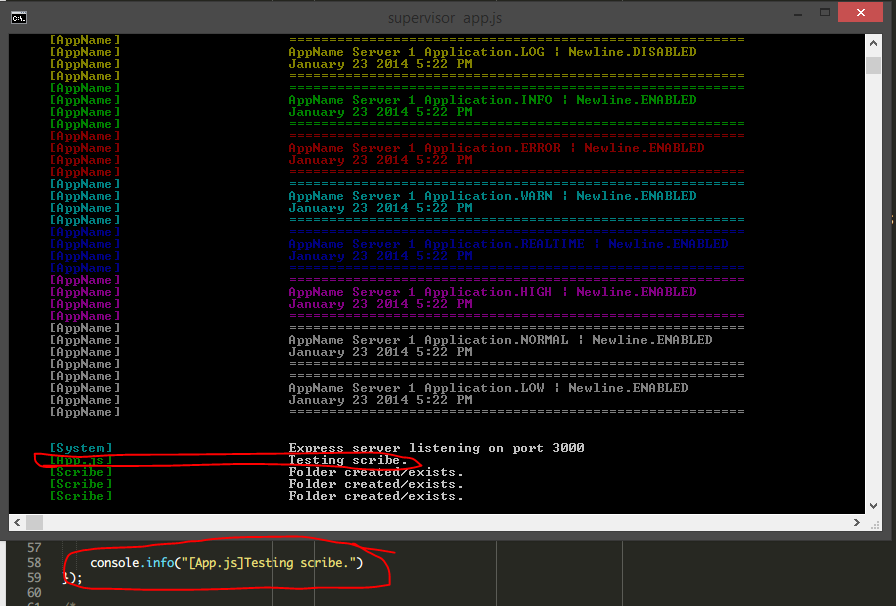 supervisor app.js
[AppName] =========================================================
[AppName] AppName Server 1 Application.LOG | Newline.DISABLED
[AppName] January 23 2014 5:22 PM
[AppName] =========================================================
[AppName] =========================================================
[AppName] AppName Server 1 Application.INFO | Newline.ENABLED
[AppName] January 23 2014 5:22 PM
[AppName] =========================================================
[AppName] =========================================================
[AppName] AppName Server 1 Application.ERROR | Newline.ENABLED
[AppName] January 23 2014 5:22 PM
[AppName] =========================================================
[AppName] =========================================================
[AppName] AppName Server 1 Application.WARN | Newline.ENABLED
[AppName] January 23 2014 5:22 PM
[AppName] =========================================================
[AppName] =========================================================
[AppName] AppName Server 1 Application.REALTIME | Newline.ENABLED
[AppName] January 23 2014 5:22 PM
[AppName] =========================================================
[AppName] =========================================================
[AppName] AppName Server 1 Application.HIGH | Newline.ENABLED
[AppName] January 23 2014 5:22 PM
[AppName] =========================================================
[AppName] =========================================================
[AppName] AppName Server 1 Application.NORMAL | Newline.ENABLED
[AppName] January 23 2014 5:22 PM
[AppName] =========================================================
[AppName] =========================================================
[AppName] AppName Server 1 Application.LOW | Newline.ENABLED
[AppName] January 23 2014 5:22 PM
[AppName] =========================================================
[System] Express server listening on port 3000
[App.js] Testing scribe.
[Scribe] Folder created/exists.
[Scribe] Folder created/exists.
[Scribe] Folder created/exists.
57
58 console.info("[App.js]Testing scribe.")
59 });
60
61 /*